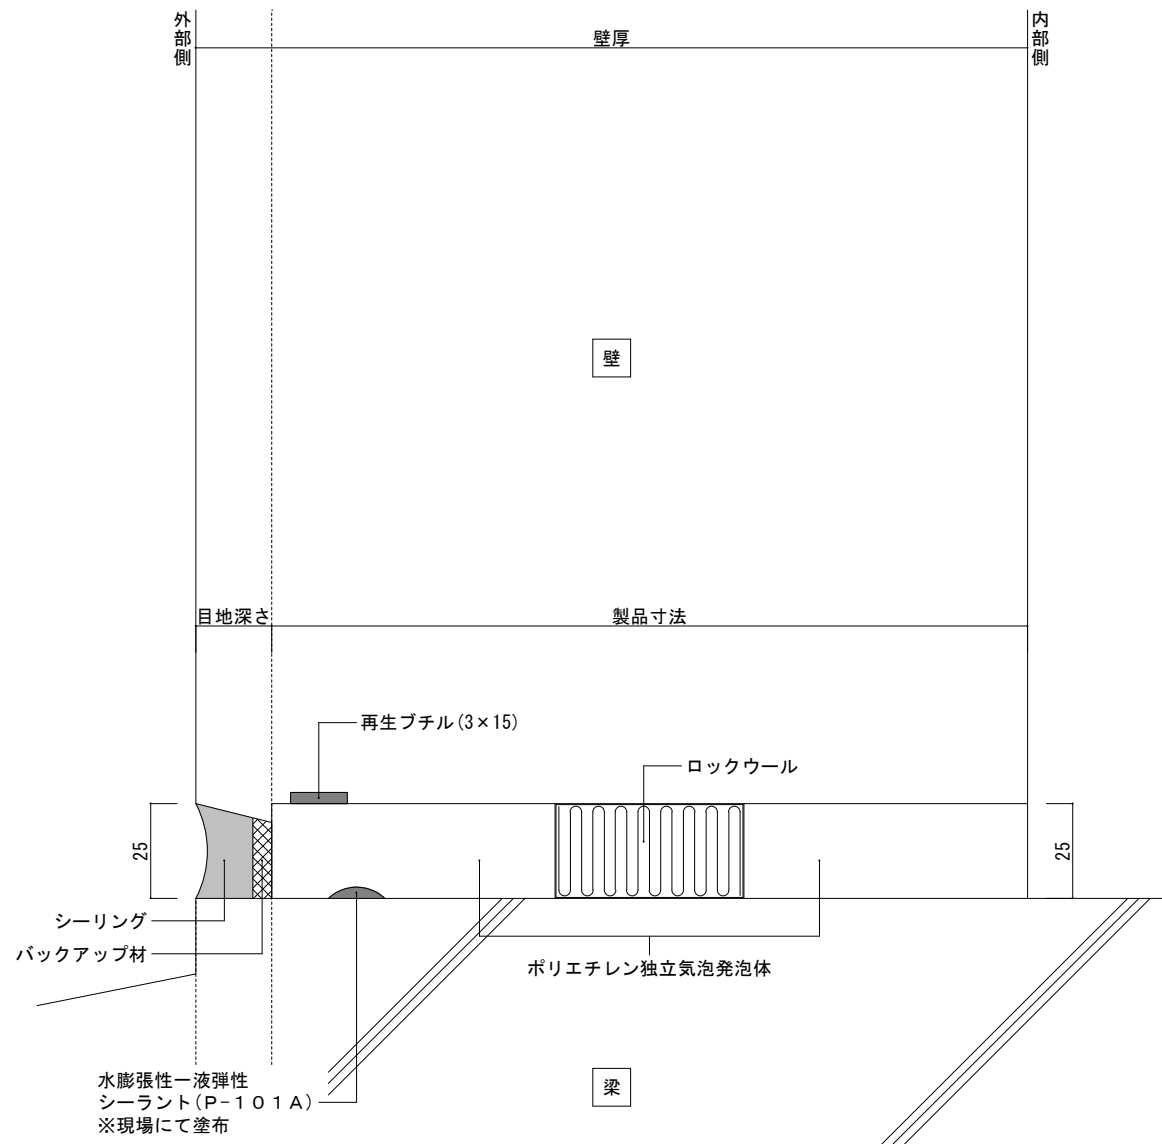 外部側
内部側
壁厚
壁
目地深さ
製品寸法
再生ブチル(3×15)
ロックウール
25
25
シーリング
バックアップ材
ポリエチレン独立気泡発泡体
水膨張性一液弾性
シーラント(P-101A)
※現場にて塗布
梁